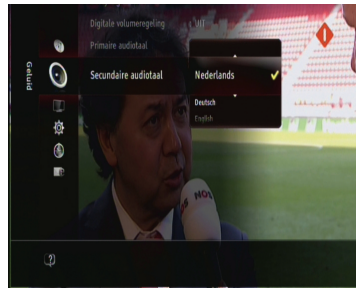 Digitale volumeregeling
Primaire audiotaal
Geluid
Secundaire audiotaal Nederlands
Deutsch
English
NOS